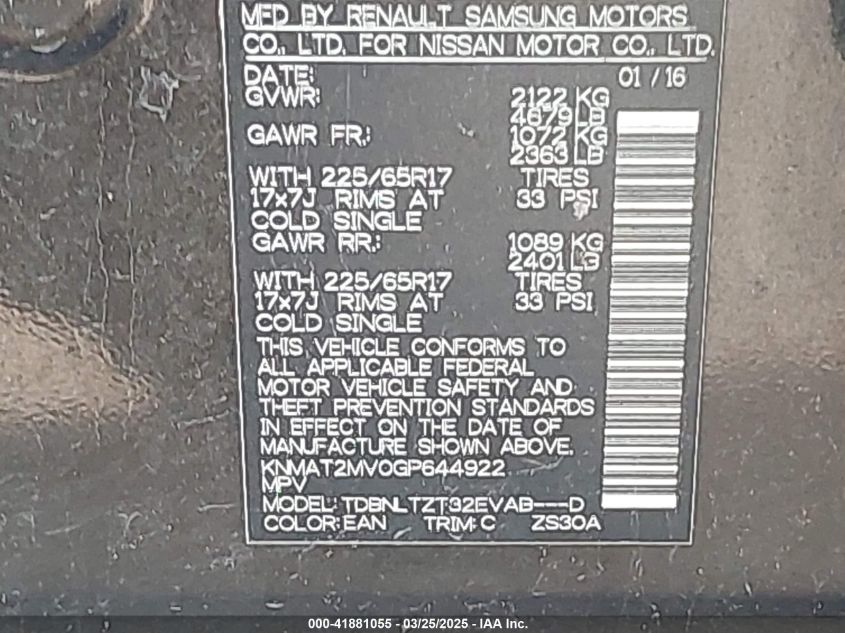 MFD BY RENAULT SAMSUNG MOTORS
CO., LTD. FOR NISSAN MOTOR CO., LTD.
DATE: 01 / 16
GVWR: 2122 KG
4679 LB
GAWR FR.: 1072 KG
2363 LB
WITH 225/65R17 TIRES
17x7J RIMS AT 33 PSI
COLD SINGLE
GAWR RR.: 1089 KG
2401 LB
WITH 225/65R17 TIRES
17x7J RIMS AT 33 PSI
COLD SINGLE
THIS VEHICLE CONFORMS TO
ALL APPLICABLE FEDERAL
MOTOR VEHICLE SAFETY AND
THEFT PREVENTION STANDARDS
IN EFFECT ON THE DATE OF
MANUFACTURE SHOWN ABOVE.
KNMAT2MV0GP644922
MPV
MODEL: TDBNLTZT32EVAB---D
COLOR: EAN TRIM: C ZS30A
000-41881055 - 03/25/2025 - IAA Inc.